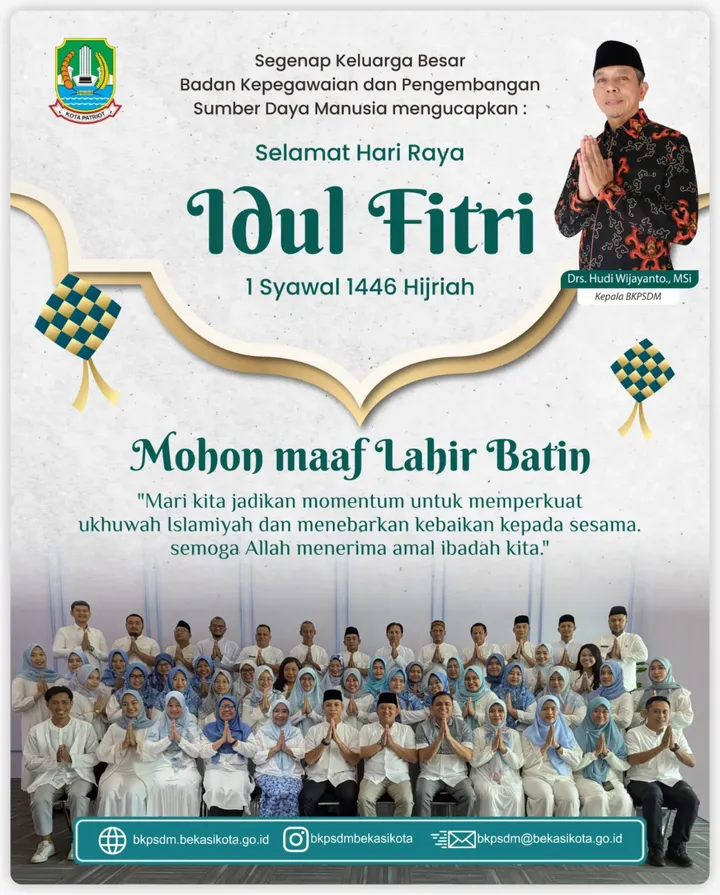 KOTA PATRIOT
Segenap Keluarga Besar
Badan Kepegawaian dan Pengembangan
Sumber Daya Manusia mengucapkan :
Selamat Hari Raya
Idul Fitri
1 Syawal 1446 Hijriah
Drs. Hudi Wijayanto., MSi
Kepala BKPSDM
Mohon maaf Lahir Batin
"Mari kita jadikan momentum untuk memperkuat
ukhuwah Islamiyah dan menebarkan kebaikan kepada sesama.
semoga Allah menerima amal ibadah kita."
bkpsdm.bekasikota.go.id bkpsdmbekasikota bkpsdm@bekasikota.go.id